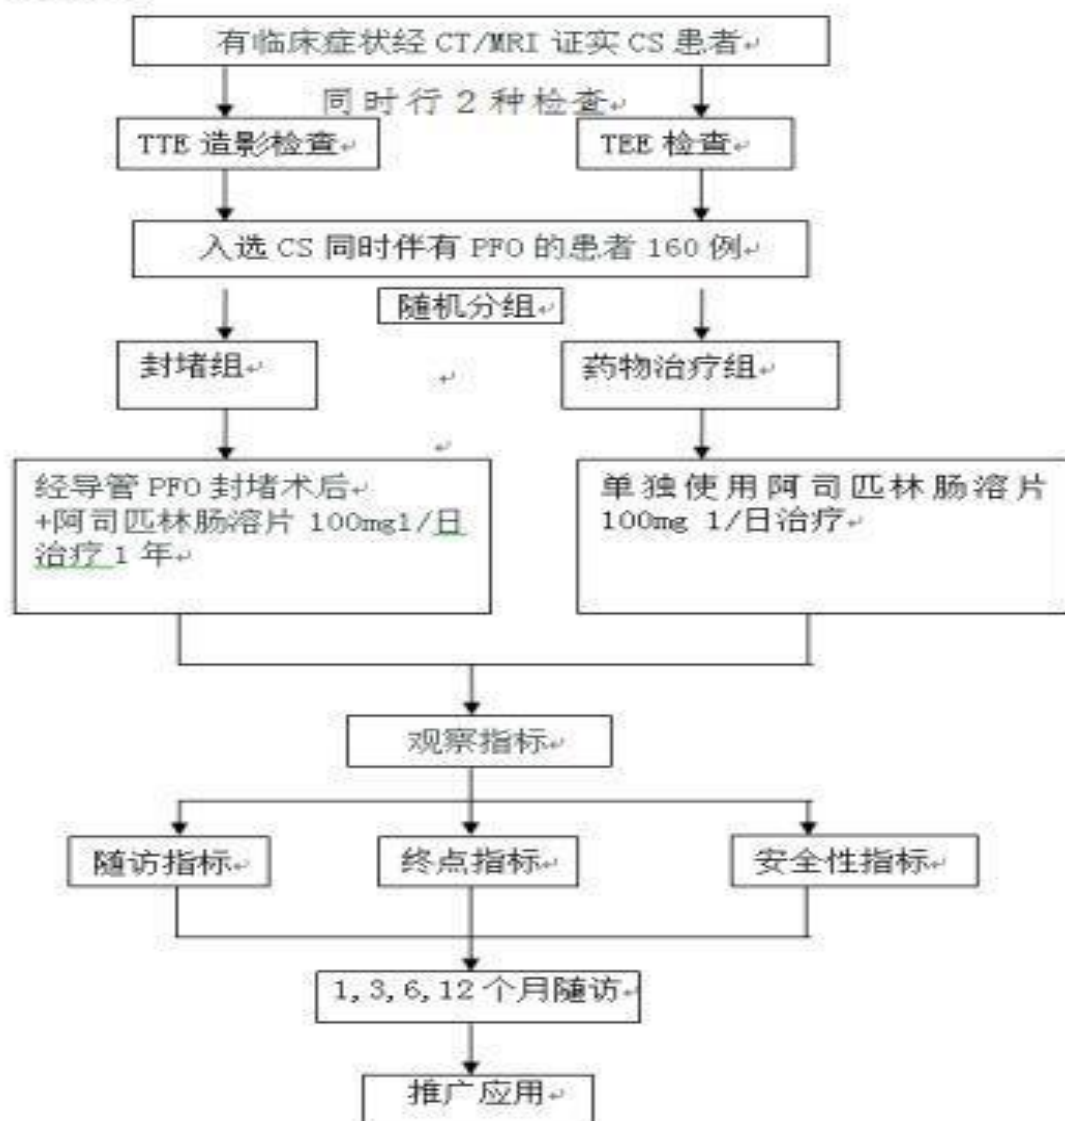 有临床症状经 CT/MRI 证实 CS 患者
同时行 2 种检查
TTE 造影检查
TEE 检查
入选 CS 同时伴有 PFO 的患者 160 例
随机分组
封堵组
药物治疗组
经导管 PFO 封堵术后
+阿司匹林肠溶片 100mg1/日
治疗 1 年
单独使用阿司匹林肠溶片
100mg 1/日治疗
观察指标
随访指标
终点指标
安全性指标
1,3,6,12 个月随访
推广应用